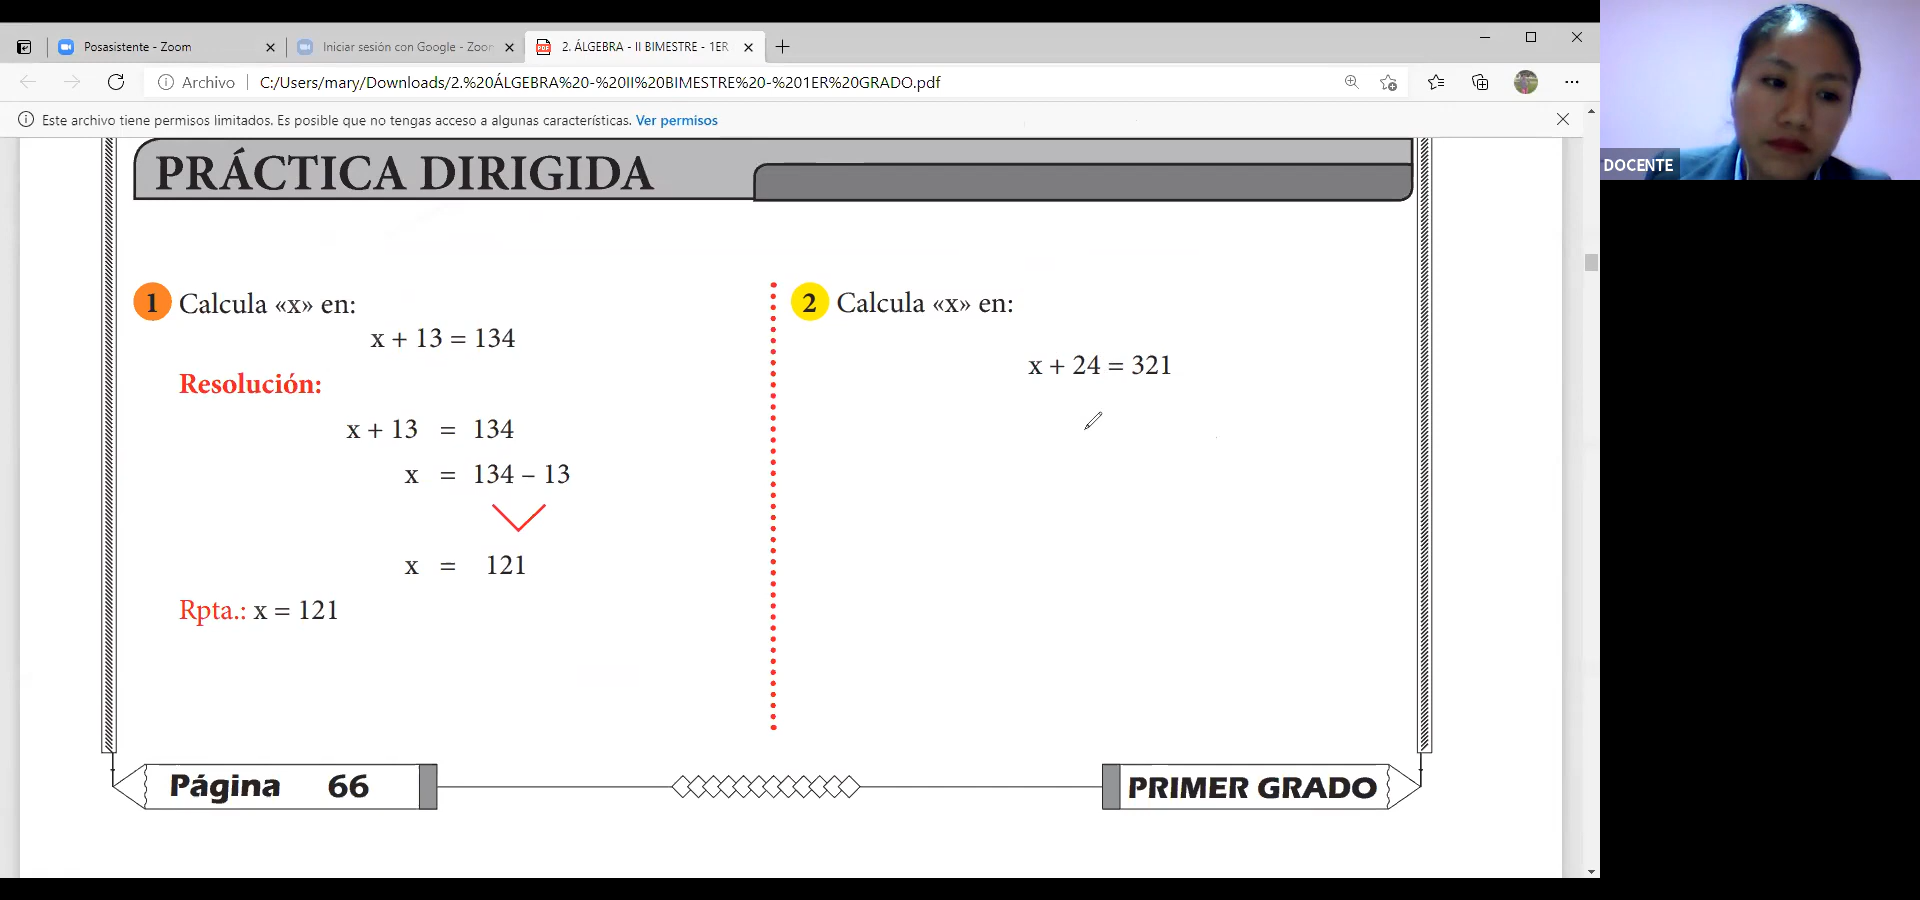 Posasistente - Zoom
Iniciar sesión con Google - Zoom
2. ÁLGEBRA - II BIMESTRE - 1ER
Archivo
C:/Users/mary/Downloads/2.%20ÁLGEBRA%20-%20II%20BIMESTRE%20-%201ER%20GRADO.pdf
Este archivo tiene permisos limitados. Es posible que no tengas acceso a algunas características. Ver permisos
DOCENTE
PRÁCTICA DIRIGIDA
1 Calcula «x» en:
x + 13 = 134
Resolución:
x + 13 = 134
x = 134 – 13
x = 121
Rpta.: x = 121
2 Calcula «x» en:
x + 24 = 321
Página 66
PRIMER GRADO